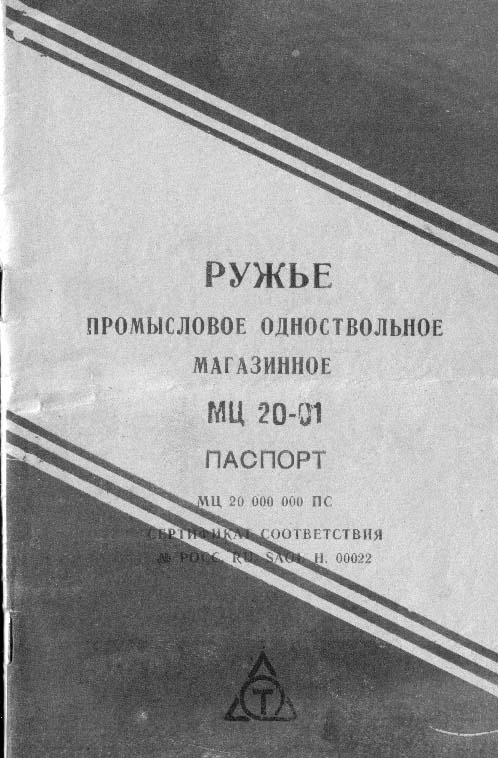 РУЖЬЕ
ПРОМЫСЛОВОЕ ОДНОСТВОЛЬНОЕ
МАГАЗИННОЕ
МЦ 20-01
ПАСПОРТ
МЦ 20 000 000 ПС
СЕРТИФИКАТ СООТВЕТСТВИЯ
№ РОСС. RU. SAOI. H. 00022
Т